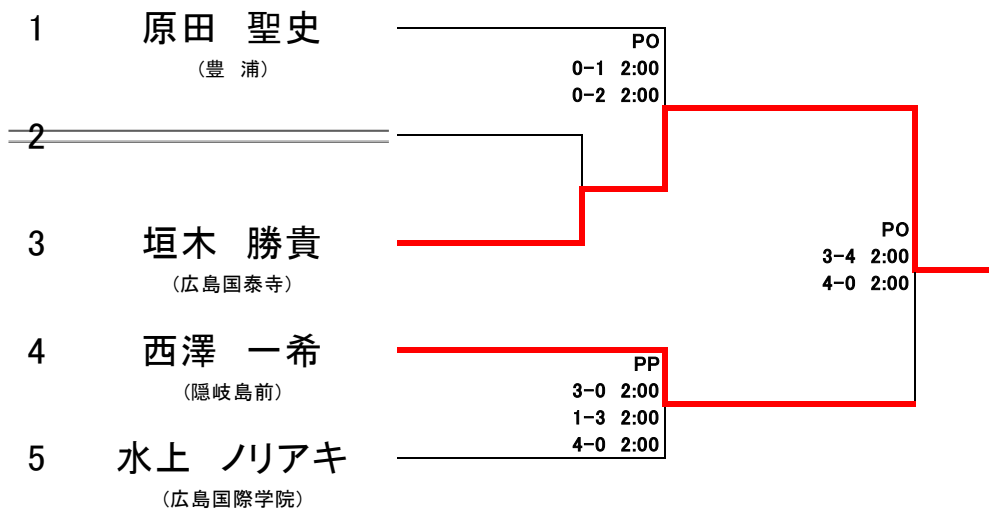 1 原田 聖史
(豊 浦)
PO
0-1 2:00
0-2 2:00
2
3 垣木 勝貴
(広島国泰寺)
PO
3-4 2:00
4-0 2:00
4 西澤 一希
(隠岐島前)
PP
3-0 2:00
1-3 2:00
4-0 2:00
5 水上 ノリアキ
(広島国際学院)